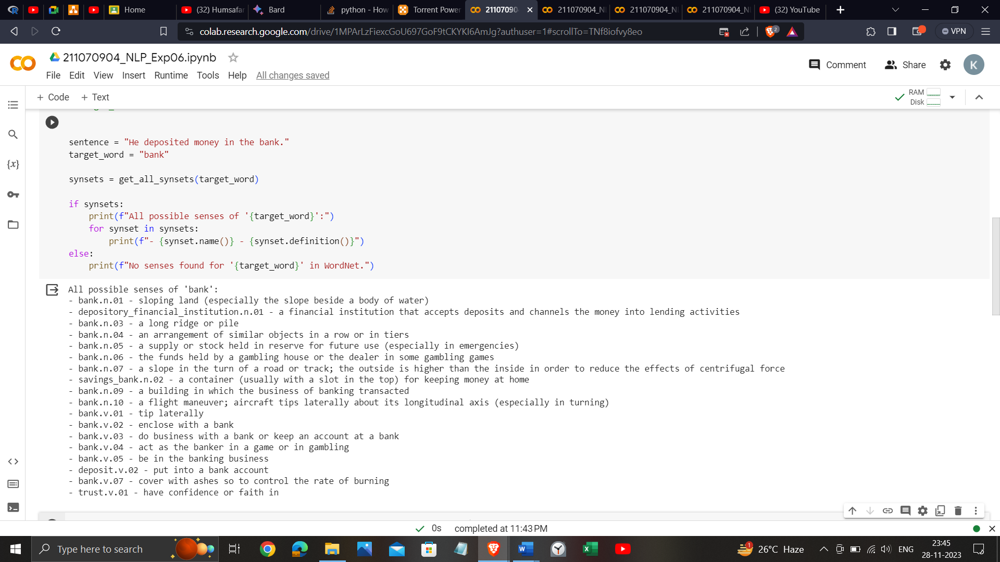 Home
(32) Humsafar
Bard
python - How
Torrent Power
211070904
211070904_NL
211070904_NL
211070904_NL
(32) YouTube
colab.research.google.com/drive/1MPArLzFiexcGoU697GoF9tCKYKI6AmJg?authuser=1#scrollTo=TNf8iofvy8eo
2
VPN
211070904_NLP_Exp06.ipynb
Comment
Share
K
File Edit View Insert Runtime Tools Help All changes saved
+ Code + Text
RAM
Disk
{x}
sentence = "He deposited money in the bank."
target_word = "bank"
synsets = get_all_synsets(target_word)
if synsets:
print(f"All possible senses of '{target_word}':")
for synset in synsets:
print(f"- {synset.name()} - {synset.definition()}")
else:
print(f"No senses found for '{target_word}' in WordNet.")
All possible senses of 'bank':
- bank.n.01 - sloping land (especially the slope beside a body of water)
- depository_financial_institution.n.01 - a financial institution that accepts deposits and channels the money into lending activities
- bank.n.03 - a long ridge or pile
- bank.n.04 - an arrangement of similar objects in a row or in tiers
- bank.n.05 - a supply or stock held in reserve for future use (especially in emergencies)
- bank.n.06 - the funds held by a gambling house or the dealer in some gambling games
- bank.n.07 - a slope in the turn of a road or track; the outside is higher than the inside in order to reduce the effects of centrifugal force
- savings_bank.n.02 - a container (usually with a slot in the top) for keeping money at home
- bank.n.09 - a building in which the business of banking transacted
- bank.n.10 - a flight maneuver; aircraft tips laterally about its longitudinal axis (especially in turning)
- bank.v.01 - tip laterally
- bank.v.02 - enclose with a bank
- bank.v.03 - do business with a bank or keep an account at a bank
- bank.v.04 - act as the banker in a game or in gambling
- bank.v.05 - be in the banking business
- deposit.v.02 - put into a bank account
- bank.v.07 - cover with ashes so to control the rate of burning
- trust.v.01 - have confidence or faith in
0s completed at 11:43 PM
Type here to search
1
26°C Haze
ENG
23:45
28-11-2023